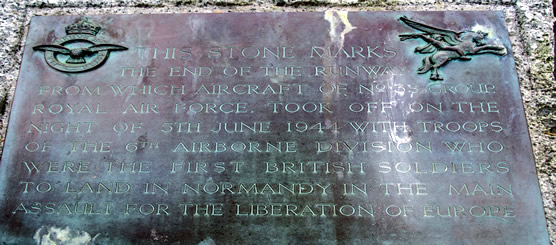 THIS STONE MARKS
THE END OF THE RUNWAY
FROM WHICH AIRCRAFT OF No 38 GROUP,
ROYAL AIR FORCE, TOOK OFF ON THE
NIGHT OF 5TH JUNE 1944 WITH TROOPS
OF THE 6TH AIRBORNE DIVISION WHO
WERE THE FIRST BRITISH SOLDIERS
TO LAND IN NORMANDY IN THE MAIN
ASSAULT FOR THE LIBERATION OF EUROPE